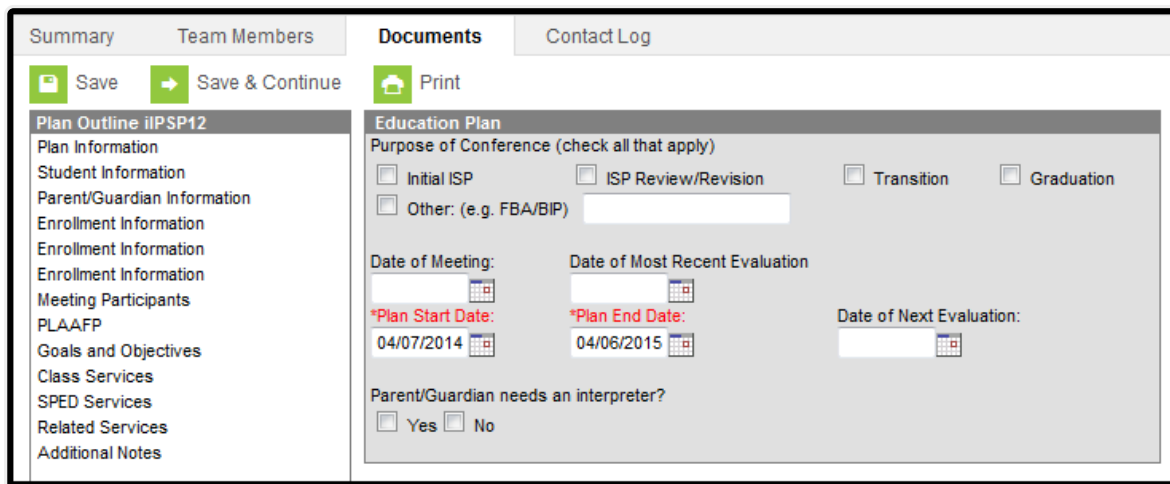 Summary Team Members Documents Contact Log
Save Save & Continue Print
Plan Outline iIPSP12
Plan Information
Student Information
Parent/Guardian Information
Enrollment Information
Enrollment Information
Enrollment Information
Meeting Participants
PLAAFP
Goals and Objectives
Class Services
SPED Services
Related Services
Additional Notes
Education Plan
Purpose of Conference (check all that apply)
Initial ISP ISP Review/Revision Transition Graduation
Other: (e.g. FBA/BIP)
Date of Meeting: Date of Most Recent Evaluation
*Plan Start Date: *Plan End Date: Date of Next Evaluation:
04/07/2014 04/06/2015
Parent/Guardian needs an interpreter?
Yes No